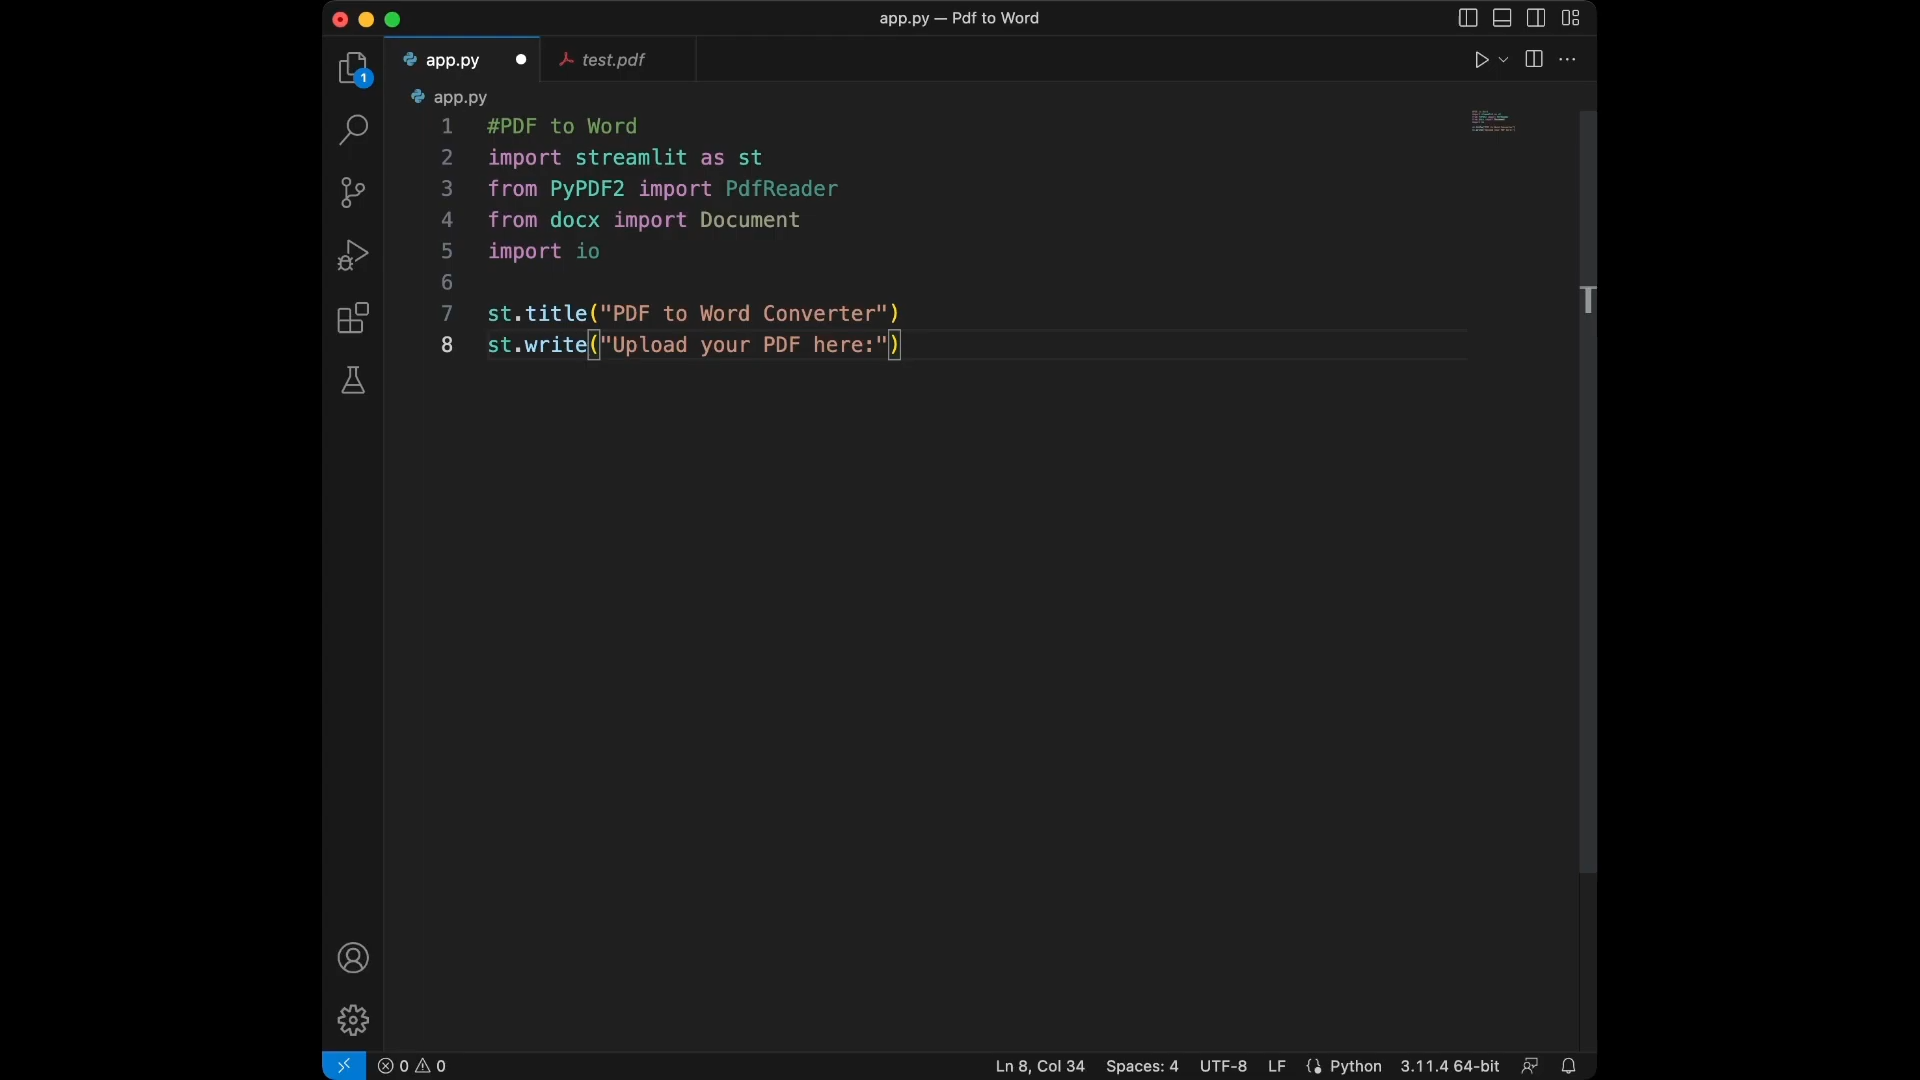 app.py — Pdf to Word
app.py
test.pdf
1
app.py
1 #PDF to Word
2 import streamlit as st
3 from PyPDF2 import PdfReader
4 from docx import Document
5 import io
6
7 st.title("PDF to Word Converter")
8 st.write("Upload your PDF here:")
0 0 Ln 8, Col 34 Spaces: 4 UTF-8 LF {} Python 3.11.4 64-bit